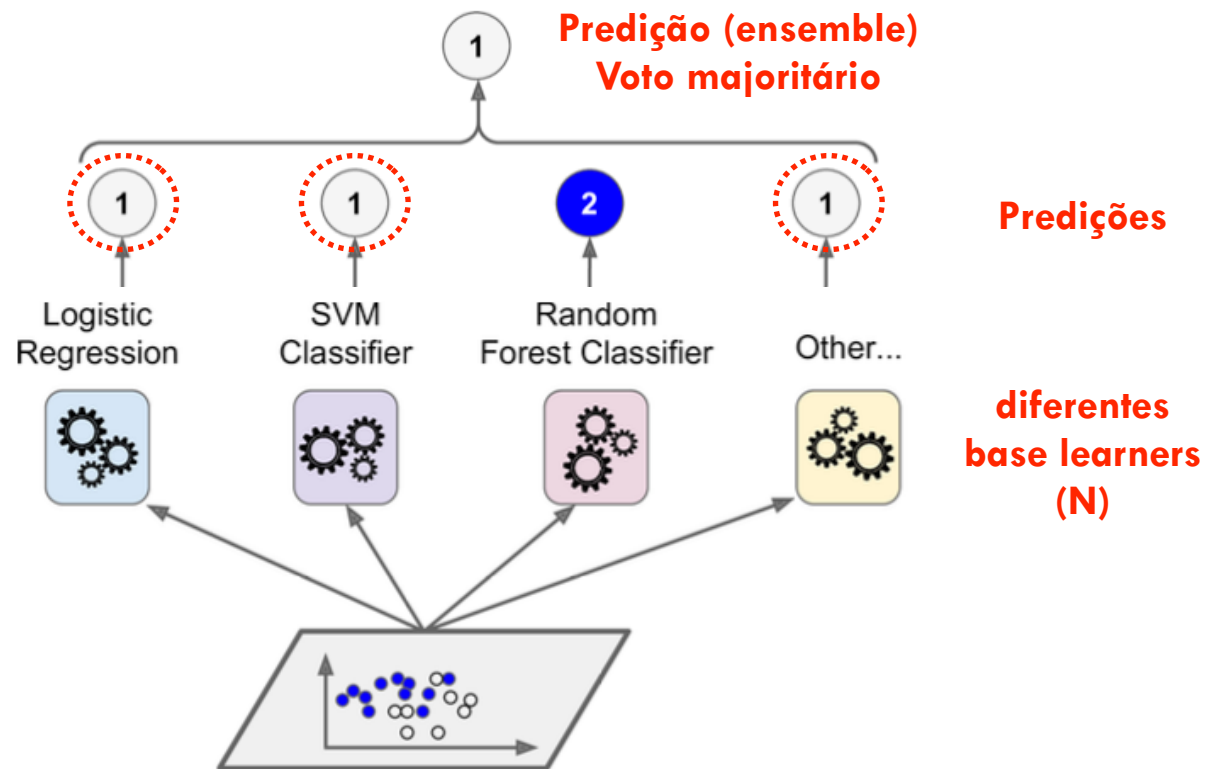 1
Predição (ensemble)
Voto majoritário
1
1
2
1
Predições
Logistic
Regression
SVM
Classifier
Random
Forest Classifier
Other...
diferentes
base learners
(N)